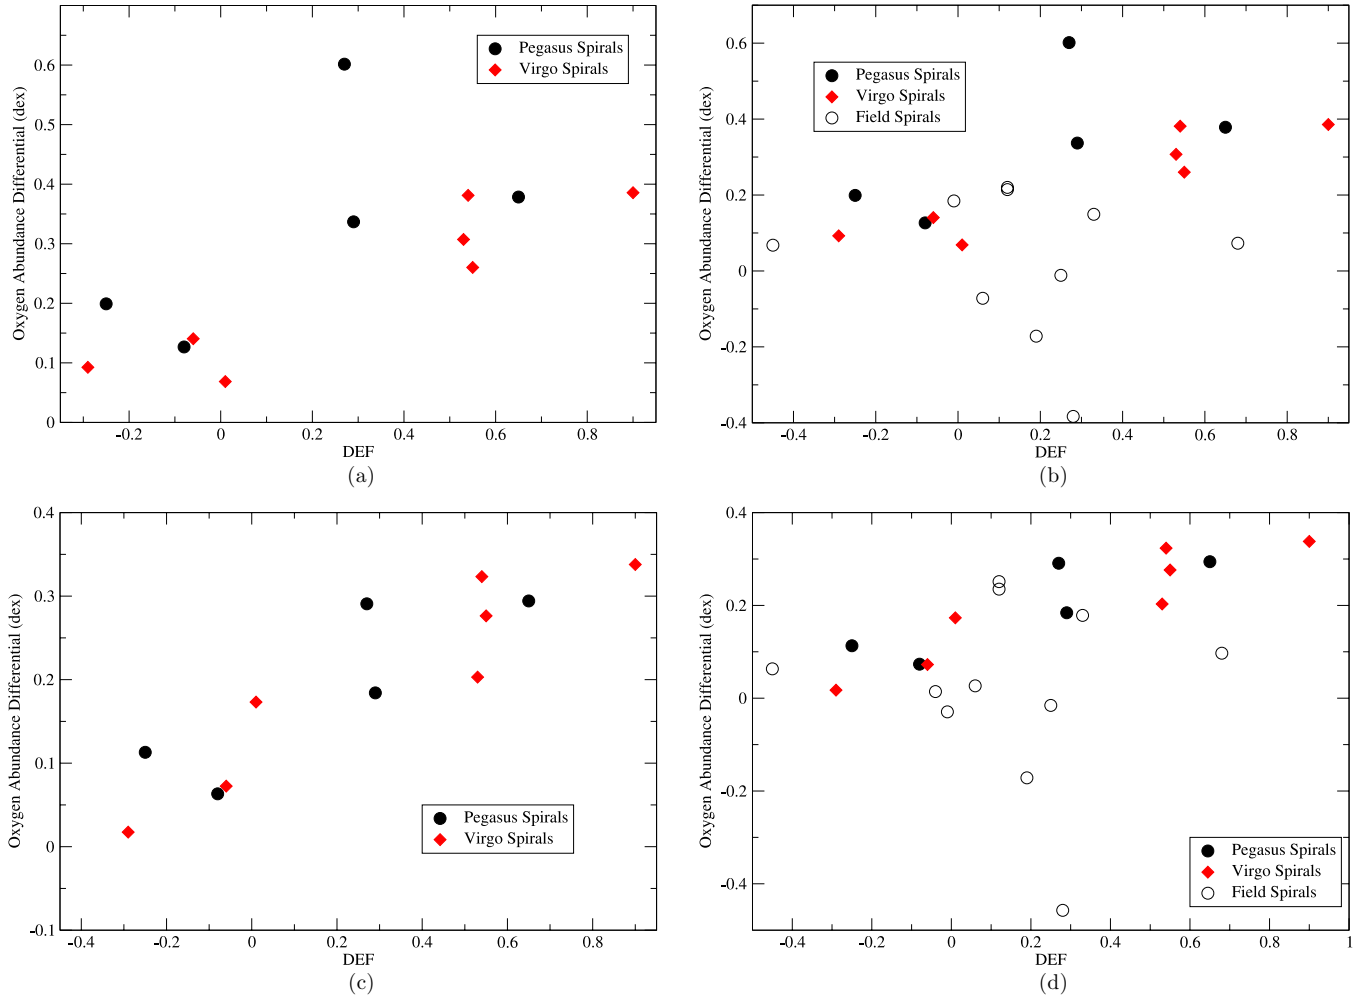 0.6
0.5
0.4
0.3
0.2
0.1
0
Oxygen Abundance Differential (dex)
Pegasus Spirals
Virgo Spirals
-0.2 0 0.2 0.4 0.6 0.8
DEF
(a)
0.6
0.4
0.2
0
-0.2
-0.4
Oxygen Abundance Differential (dex)
Pegasus Spirals
Virgo Spirals
Field Spirals
-0.4 -0.2 0 0.2 0.4 0.6 0.8
DEF
(b)
0.4
0.3
0.2
0.1
0
-0.1
Oxygen Abundance Differential (dex)
Pegasus Spirals
Virgo Spirals
-0.4 -0.2 0 0.2 0.4 0.6 0.8
DEF
(c)
0.4
0.2
0
-0.2
-0.4
Oxygen Abundance Differential (dex)
Pegasus Spirals
Virgo Spirals
Field Spirals
-0.4 -0.2 0 0.2 0.4 0.6 0.8 1
DEF
(d)